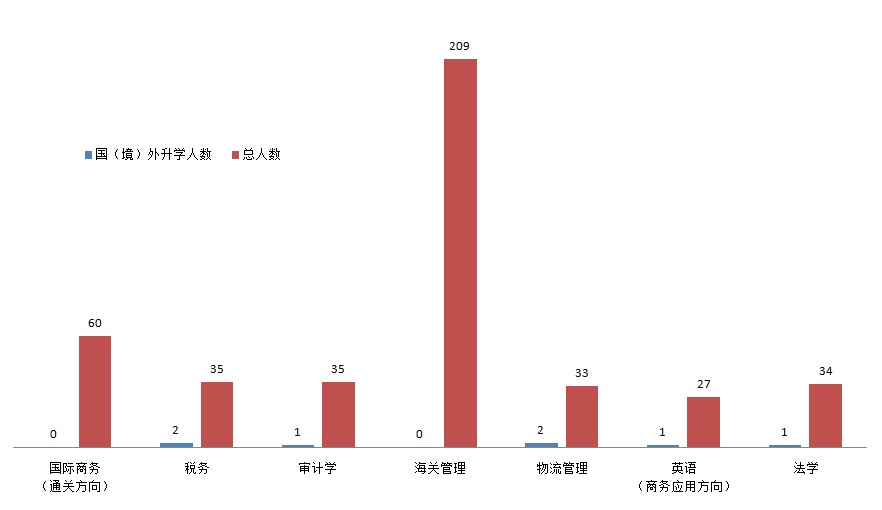 209
国（境）外升学人数 总人数
60
35
35
33
27
34
0
2
1
0
2
1
1
国际商务
（通关方向）
税务
审计学
海关管理
物流管理
英语
（商务应用方向）
法学